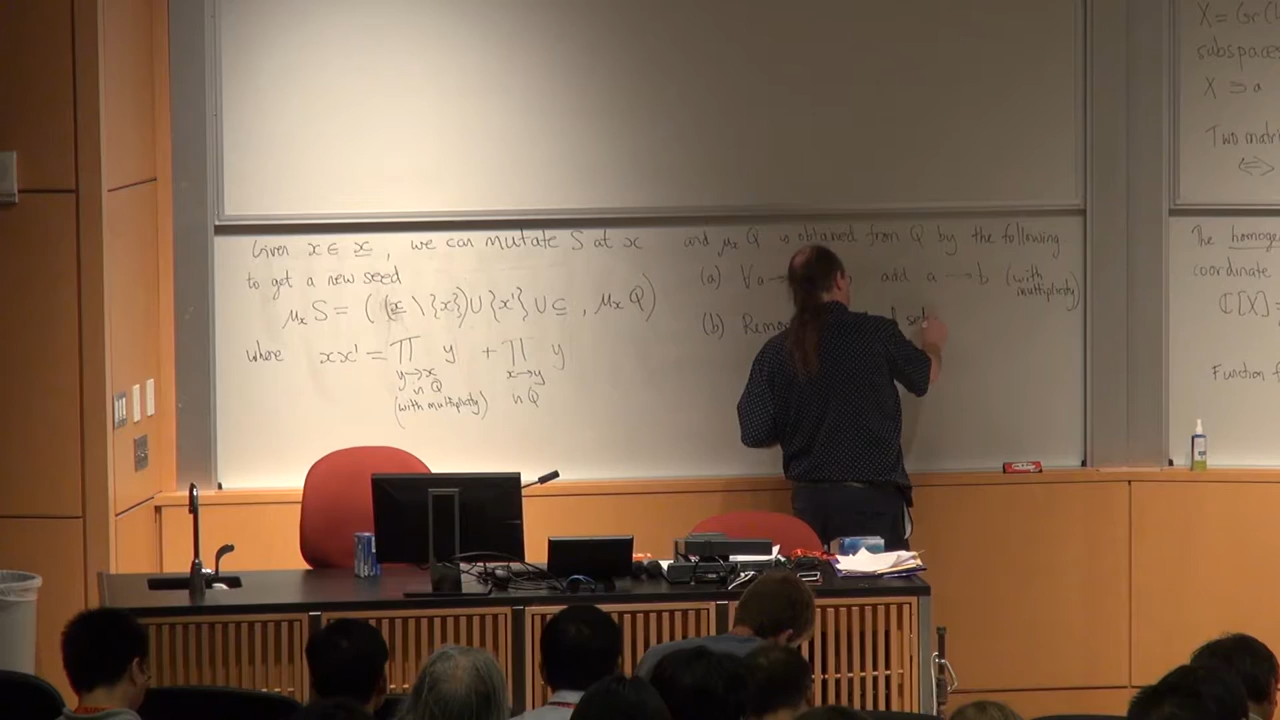 Given x ∈ x̲, we can mutate S at x
to get a new seed
μₓ S = ( (x̲ \ {x}) ∪ {x'} ∪ c̲ , μₓ Q )
where xx' = ∏ y + ∏ y
y→x x→y
in Q in Q
(with multiplicity)
and μₓ Q is obtained from Q by the following
(a) ∀ a→ add a→b (with
multiplicity)
(b)
X = Gr(
subspaces
X ∋ a
Two matri
⇔
The homoge
coordinate
ℂ[X] =
Function f